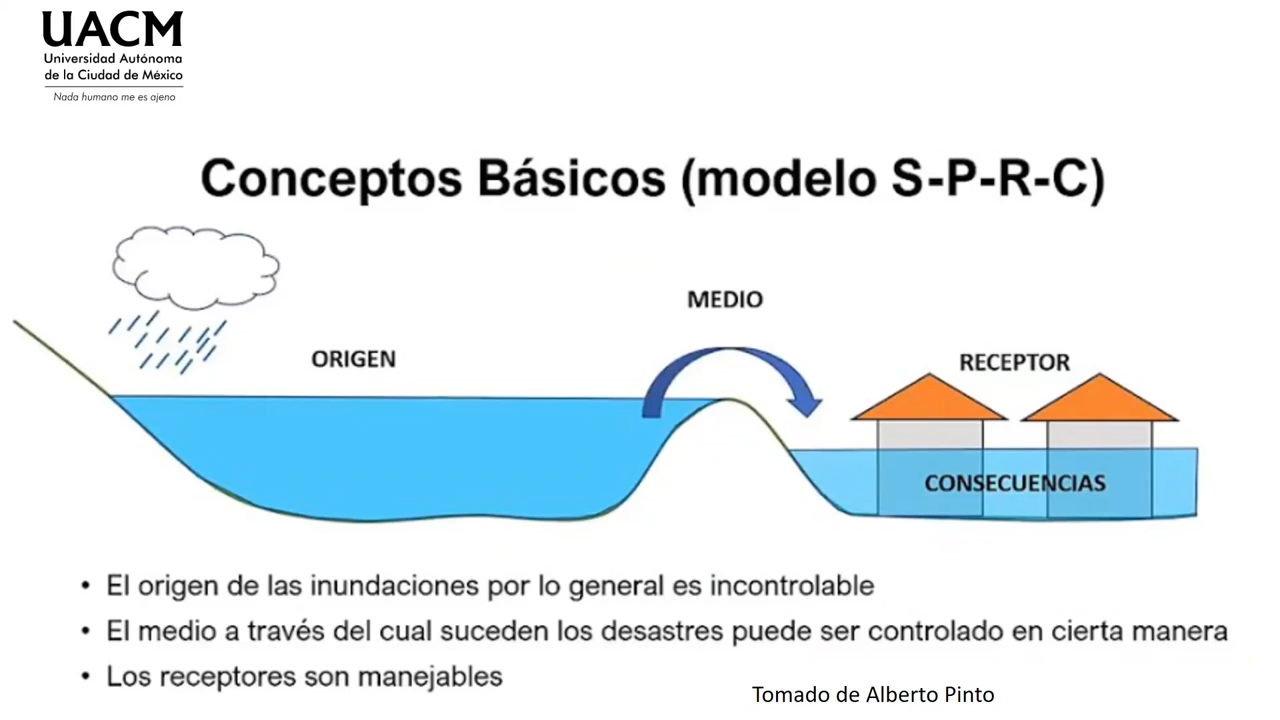 UACM
Universidad Autónoma
de la Ciudad de México
Nada humano me es ajeno
Conceptos Básicos (modelo S-P-R-C)
MEDIO
ORIGEN
RECEPTOR
CONSECUENCIAS
• El origen de las inundaciones por lo general es incontrolable
• El medio a través del cual suceden los desastres puede ser controlado en cierta manera
• Los receptores son manejables
Tomado de Alberto Pinto